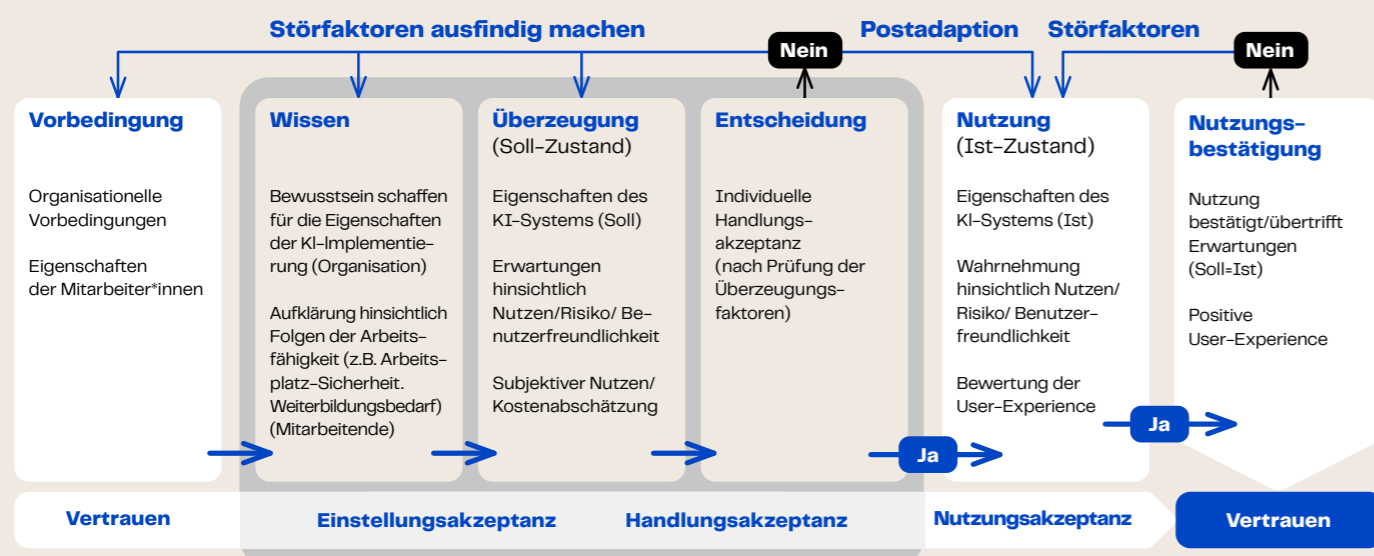 Störfaktoren ausfindig machen
Nein
Postadaption
Störfaktoren
Nein
Vorbedingung
Organisationelle
Vorbedingungen
Eigenschaften
der Mitarbeiter*innen
Wissen
Bewusstsein schaffen
für die Eigenschaften
der KI-Implementie-
rung (Organisation)
Aufklärung hinsichtlich
Folgen der Arbeits-
fähigkeit (z.B. Arbeits-
platz-Sicherheit.
Weiterbildungsbedarf)
(Mitarbeitende)
Überzeugung
(Soll-Zustand)
Eigenschaften des
KI-Systems (Soll)
Erwartungen
hinsichtlich
Nutzen/Risiko/ Be-
nutzerfreundlichkeit
Subjektiver Nutzen/
Kostenabschätzung
Entscheidung
Individuelle
Handlungs-
akzeptanz
(nach Prüfung der
Überzeugungs-
faktoren)
Ja
Nutzung
(Ist-Zustand)
Eigenschaften des
KI-Systems (Ist)
Wahrnehmung
hinsichtlich Nutzen/
Risiko/ Benutzer-
freundlichkeit
Bewertung der
User-Experience
Ja
Nutzungs-
bestätigung
Nutzung
bestätigt/übertrifft
Erwartungen
(Soll=Ist)
Positive
User-Experience
Vertrauen
Einstellungsakzeptanz
Handlungsakzeptanz
Nutzungsakzeptanz
Vertrauen